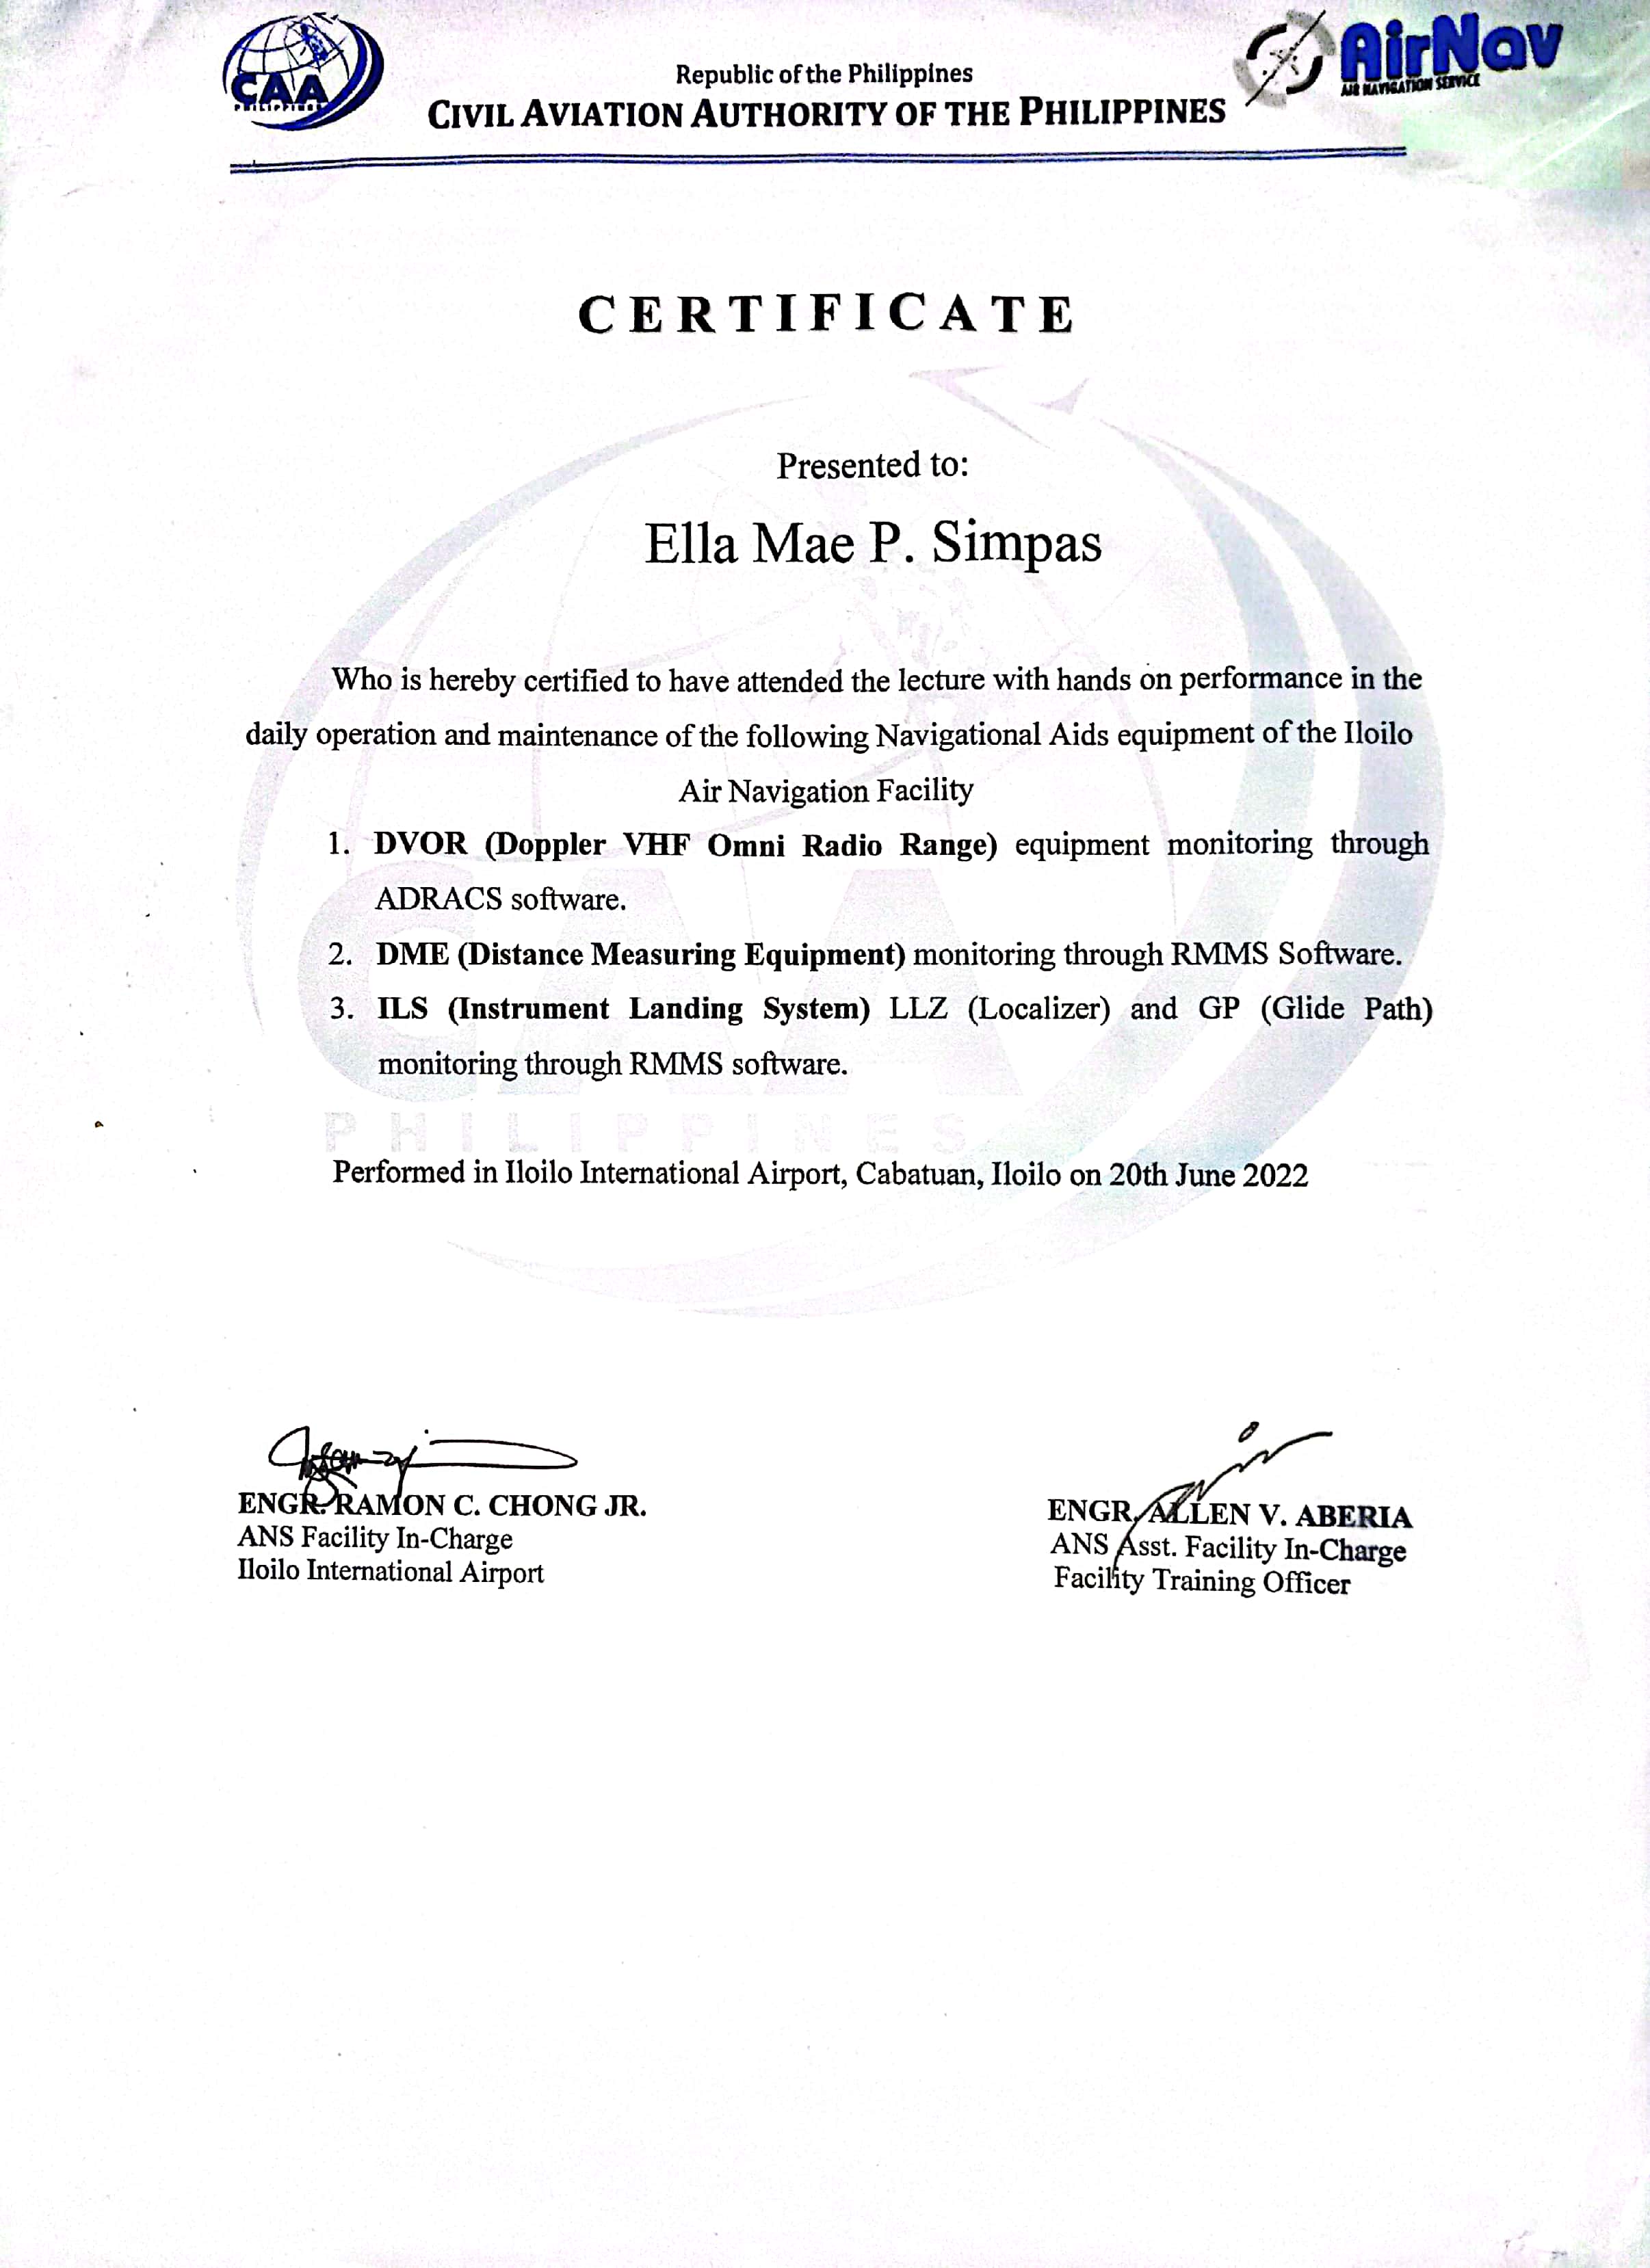 CAA
PHILIPPINES
AirNav
AIR NAVIGATION SERVICE
Republic of the Philippines
CIVIL AVIATION AUTHORITY OF THE PHILIPPINES
CERTIFICATE
Presented to:
Ella Mae P. Simpas
Who is hereby certified to have attended the lecture with hands on performance in the
daily operation and maintenance of the following Navigational Aids equipment of the Iloilo
Air Navigation Facility
1. DVOR (Doppler VHF Omni Radio Range) equipment monitoring through
ADRACS software.
2. DME (Distance Measuring Equipment) monitoring through RMMS Software.
3. ILS (Instrument Landing System) LLZ (Localizer) and GP (Glide Path)
monitoring through RMMS software.
CAA
PHILIPPINES
Performed in Iloilo International Airport, Cabatuan, Iloilo on 20th June 2022
ENGR. RAMON C. CHONG JR.
ANS Facility In-Charge
Iloilo International Airport
ENGR. ALLEN V. ABERIA
ANS Asst. Facility In-Charge
Facility Training Officer